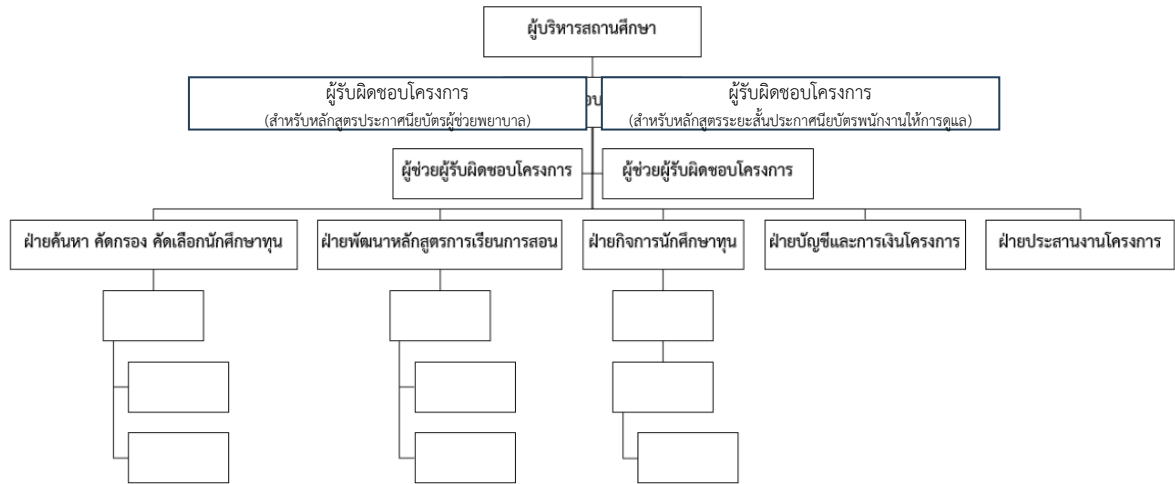 ผู้บริหารสถานศึกษา
ผู้รับผิดชอบโครงการ
(สำหรับหลักสูตรประกาศนียบัตรผู้ช่วยพยาบาล)
ผู้รับผิดชอบโครงการ
(สำหรับหลักสูตรระยะสั้นประกาศนียบัตรพนักงานให้การดูแล)
ผู้ช่วยผู้รับผิดชอบโครงการ
ผู้ช่วยผู้รับผิดชอบโครงการ
ฝ่ายค้นหา คัดกรอง คัดเลือกนักศึกษาทุน
ฝ่ายพัฒนาหลักสูตรการเรียนการสอน
ฝ่ายกิจการนักศึกษาทุน
ฝ่ายบัญชีและการเงินโครงการ
ฝ่ายประสานงานโครงการ